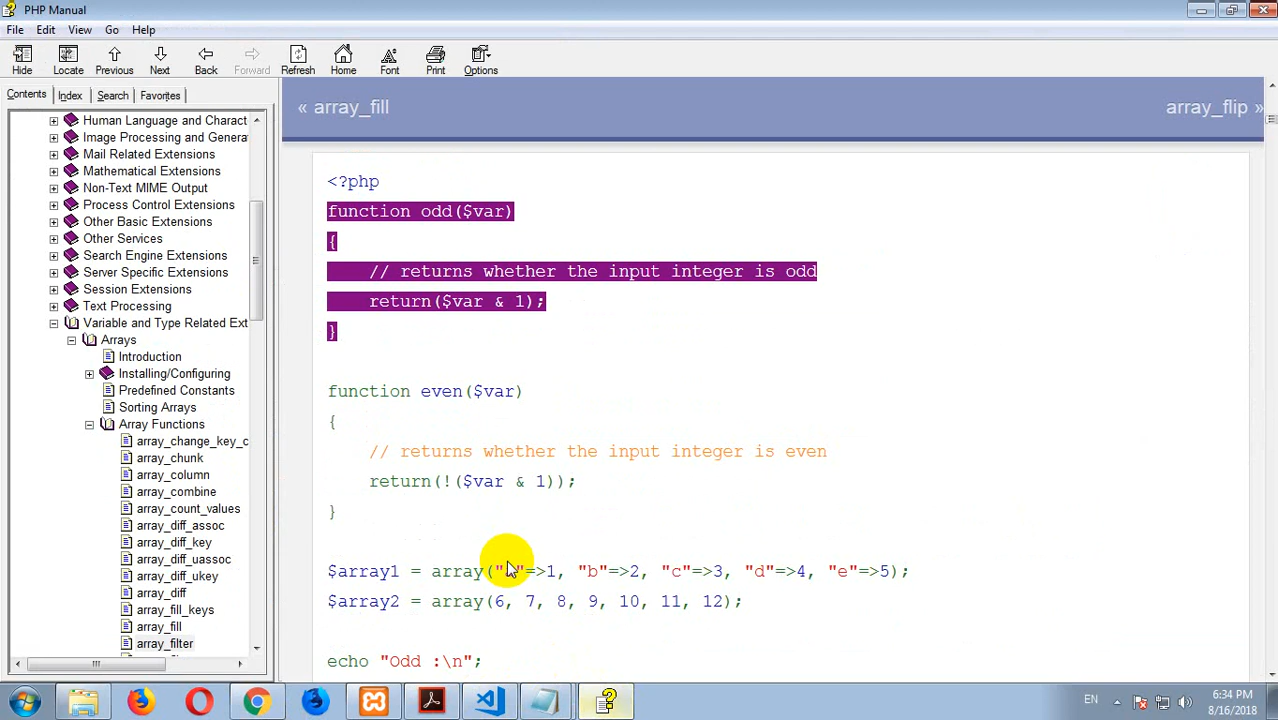 PHP Manual
File Edit View Go Help
Hide Locate Previous Next Back Forward Refresh Home Font Print Options
Contents Index Search Favorites
Human Language and Charact
Image Processing and Genera
Mail Related Extensions
Mathematical Extensions
Non-Text MIME Output
Process Control Extensions
Other Basic Extensions
Other Services
Search Engine Extensions
Server Specific Extensions
Session Extensions
Text Processing
Variable and Type Related Ext
Arrays
Introduction
Installing/Configuring
Predefined Constants
Sorting Arrays
Array Functions
array_change_key_c
array_chunk
array_column
array_combine
array_count_values
array_diff_assoc
array_diff_key
array_diff_uassoc
array_diff_ukey
array_diff
array_fill_keys
array_fill
array_filter
« array_fill
array_flip »
<?php
function odd($var)
{
// returns whether the input integer is odd
return($var & 1);
}
function even($var)
{
// returns whether the input integer is even
return(!($var & 1));
}
$array1 = array(" "=>1, "b"=>2, "c"=>3, "d"=>4, "e"=>5);
$array2 = array(6, 7, 8, 9, 10, 11, 12);
echo "Odd :\n";
EN
6:34 PM
8/16/2018